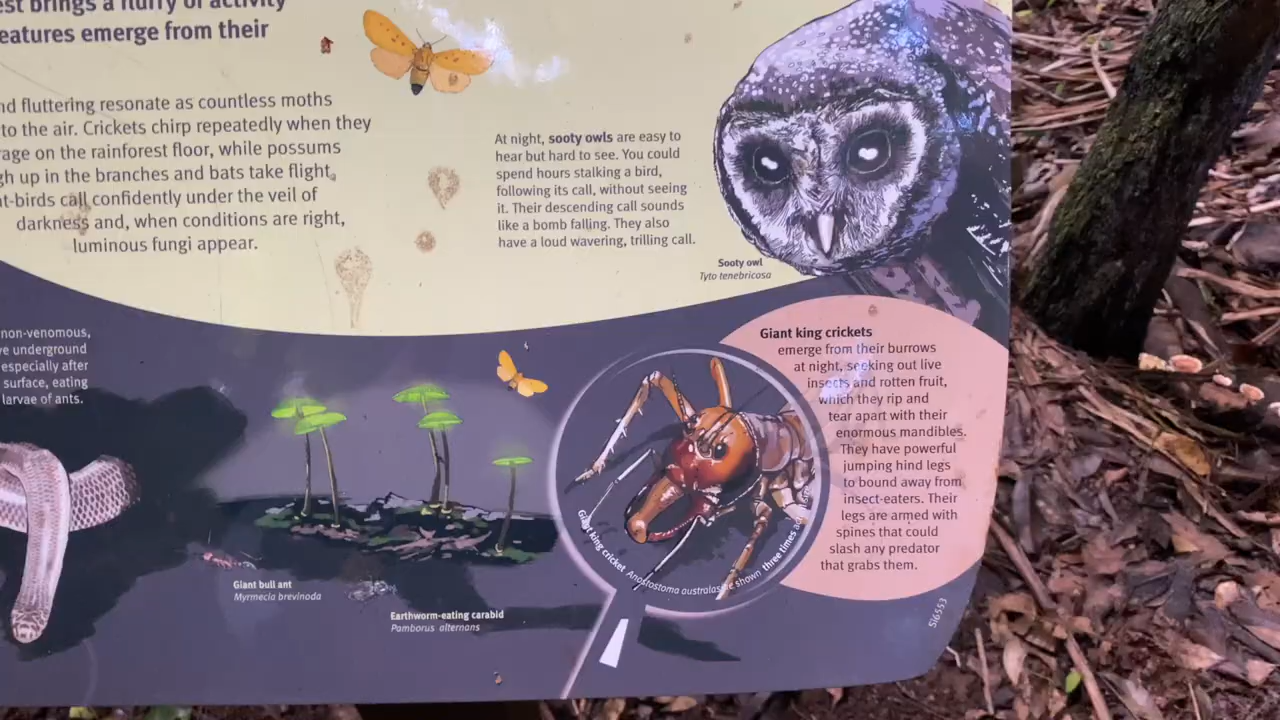 brings a flurry of activity
eatures emerge from their
nd fluttering resonate as countless moths
to the air. Crickets chirp repeatedly when they
rage on the rainforest floor, while possums
gh up in the branches and bats take flight.
t-birds call confidently under the veil of
darkness and, when conditions are right,
luminous fungi appear.
At night, sooty owls are easy to
hear but hard to see. You could
spend hours stalking a bird,
following its call, without seeing
it. Their descending call sounds
like a bomb falling. They also
have a loud wavering, trilling call.
Sooty owl
Tyto tenebricosa
non-venomous,
ve underground
especially after
surface, eating
larvae of ants.
Giant king crickets
emerge from their burrows
at night, seeking out live
insects and rotten fruit,
which they rip and
tear apart with their
enormous mandibles.
They have powerful
jumping hind legs
to bound away from
insect-eaters. Their
legs are armed with
spines that could
slash any predator
that grabs them.
Giant king cricket Anostostoma australasiae shown three times
Giant bull ant
Myrmecia brevinoda
Earthworm-eating carabid
Pamborus alternans
Si6553